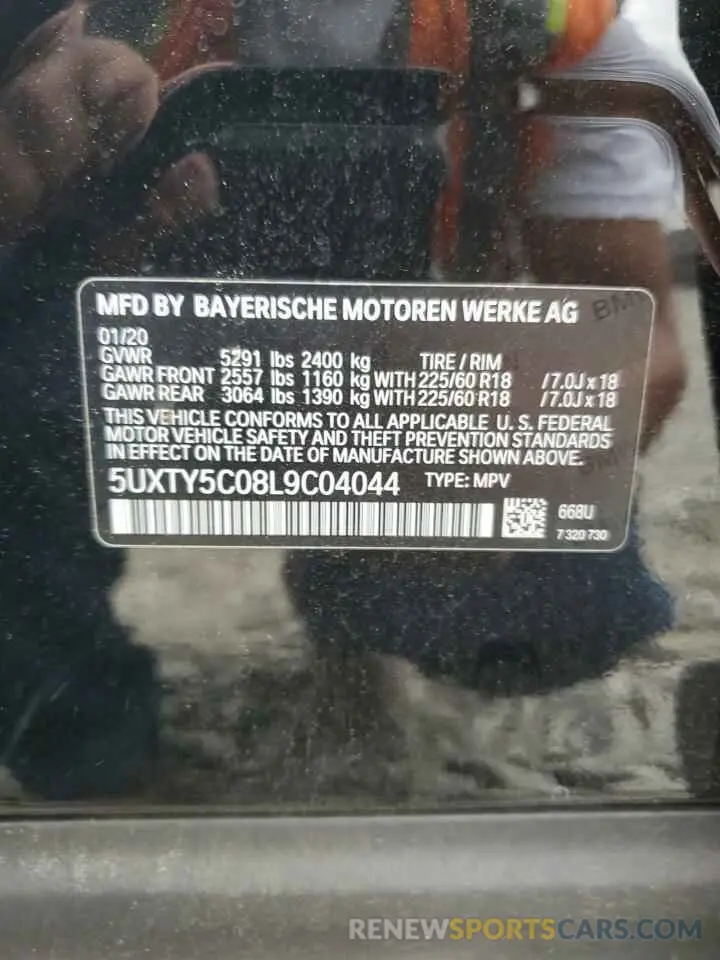 MFD BY BAYERISCHE MOTOREN WERKE AG
01/20
GVWR 5291 lbs 2400 kg TIRE / RIM
GAWR FRONT 2557 lbs 1160 kg WITH 225/60 R18 / 7.0J x 18
GAWR REAR 3064 lbs 1390 kg WITH 225/60 R18 / 7.0J x 18
THIS VEHICLE CONFORMS TO ALL APPLICABLE U. S. FEDERAL
MOTOR VEHICLE SAFETY AND THEFT PREVENTION STANDARDS
IN EFFECT ON THE DATE OF MANUFACTURE SHOWN ABOVE.
5UXTY5C08L9C04044 TYPE: MPV
668U
7 320 730
RENEWSPORTSCARS.COM